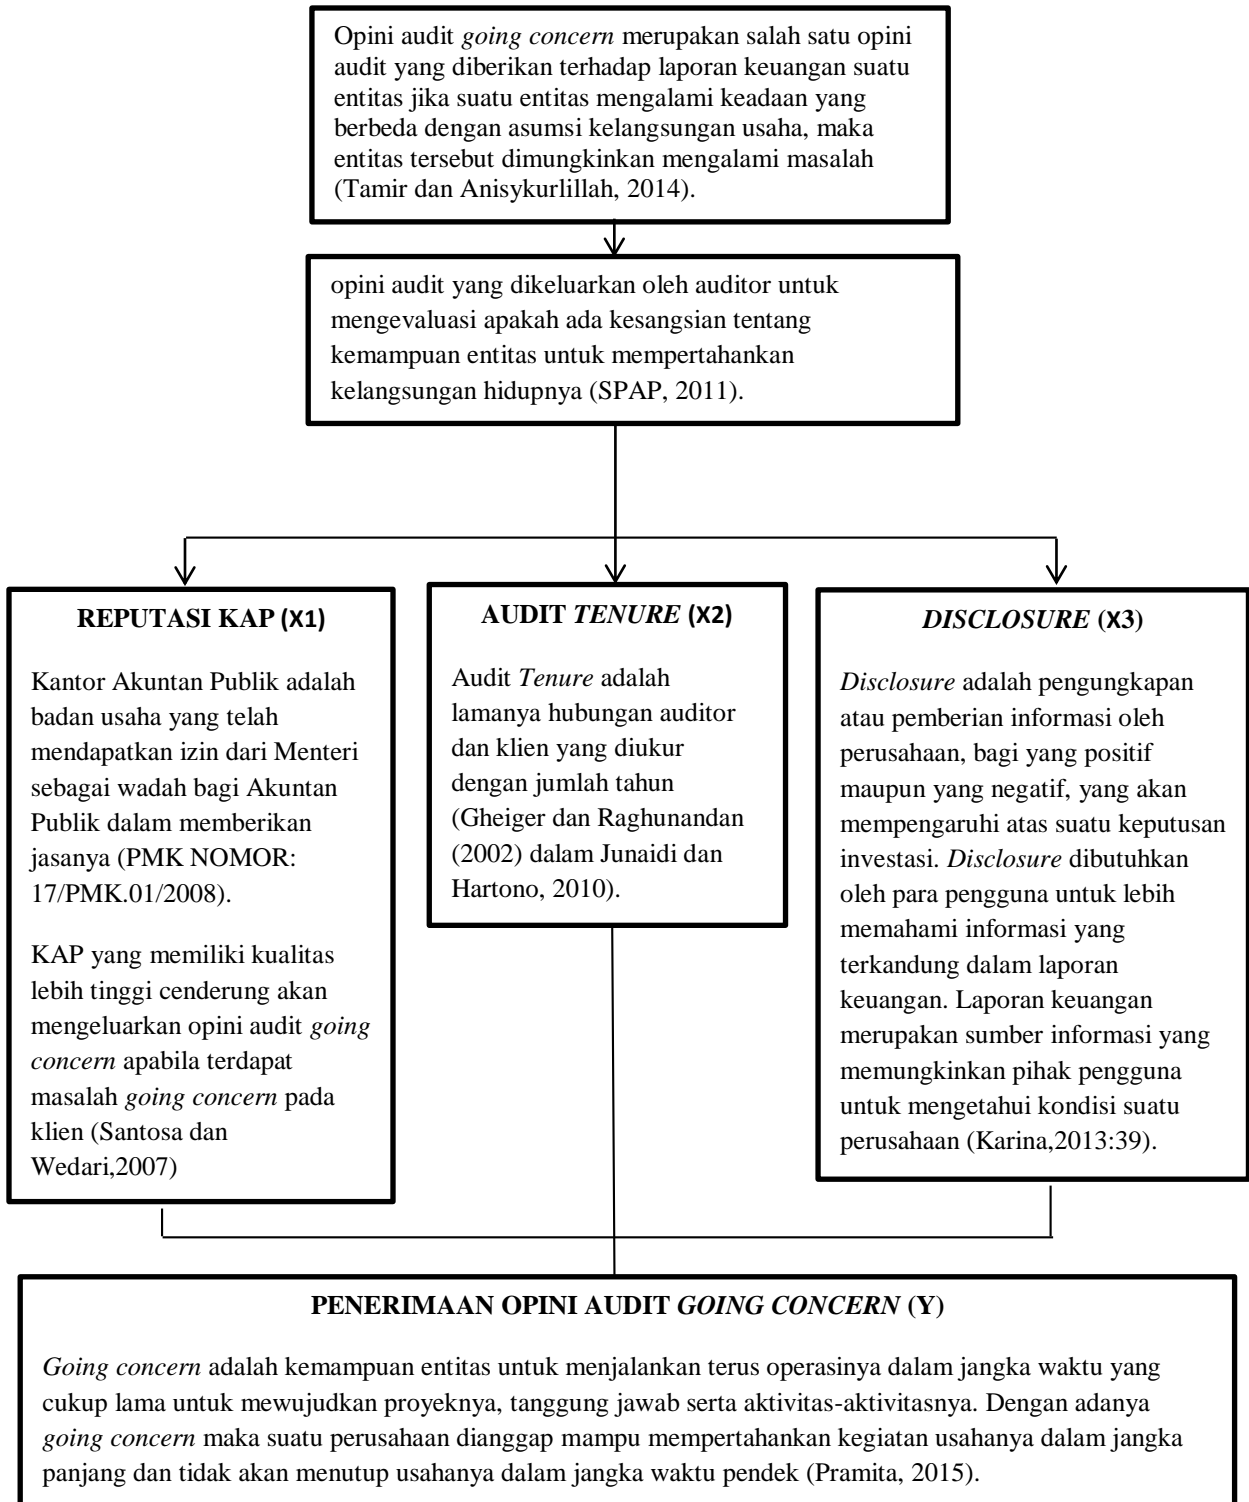 Opini audit going concern merupakan salah satu opini
audit yang diberikan terhadap laporan keuangan suatu
entitas jika suatu entitas mengalami keadaan yang
berbeda dengan asumsi kelangsungan usaha, maka
entitas tersebut dimungkinkan mengalami masalah
(Tamir dan Anisykurlillah, 2014).
opini audit yang dikeluarkan oleh auditor untuk
mengevaluasi apakah ada kesangsian tentang
kemampuan entitas untuk mempertahankan
kelangsungan hidupnya (SPAP, 2011).
REPUTASI KAP (X1)
Kantor Akuntan Publik adalah
badan usaha yang telah
mendapatkan izin dari Menteri
sebagai wadah bagi Akuntan
Publik dalam memberikan
jasanya (PMK NOMOR:
17/PMK.01/2008).
KAP yang memiliki kualitas
lebih tinggi cenderung akan
mengeluarkan opini audit going
concern apabila terdapat
masalah going concern pada
klien (Santosa dan
Wedari,2007)
AUDIT TENURE (X2)
Audit Tenure adalah
lamanya hubungan auditor
dan klien yang diukur
dengan jumlah tahun
(Gheiger dan Raghunandan
(2002) dalam Junaidi dan
Hartono, 2010).
DISCLOSURE (X3)
Disclosure adalah pengungkapan
atau pemberian informasi oleh
perusahaan, bagi yang positif
maupun yang negatif, yang akan
mempengaruhi atas suatu keputusan
investasi. Disclosure dibutuhkan
oleh para pengguna untuk lebih
memahami informasi yang
terkandung dalam laporan
keuangan. Laporan keuangan
merupakan sumber informasi yang
memungkinkan pihak pengguna
untuk mengetahui kondisi suatu
perusahaan (Karina,2013:39).
PENERIMAAN OPINI AUDIT GOING CONCERN (Y)
Going concern adalah kemampuan entitas untuk menjalankan terus operasinya dalam jangka waktu yang
cukup lama untuk mewujudkan proyeknya, tanggung jawab serta aktivitas-aktivitasnya. Dengan adanya
going concern maka suatu perusahaan dianggap mampu mempertahankan kegiatan usahanya dalam jangka
panjang dan tidak akan menutup usahanya dalam jangka waktu pendek (Pramita, 2015).